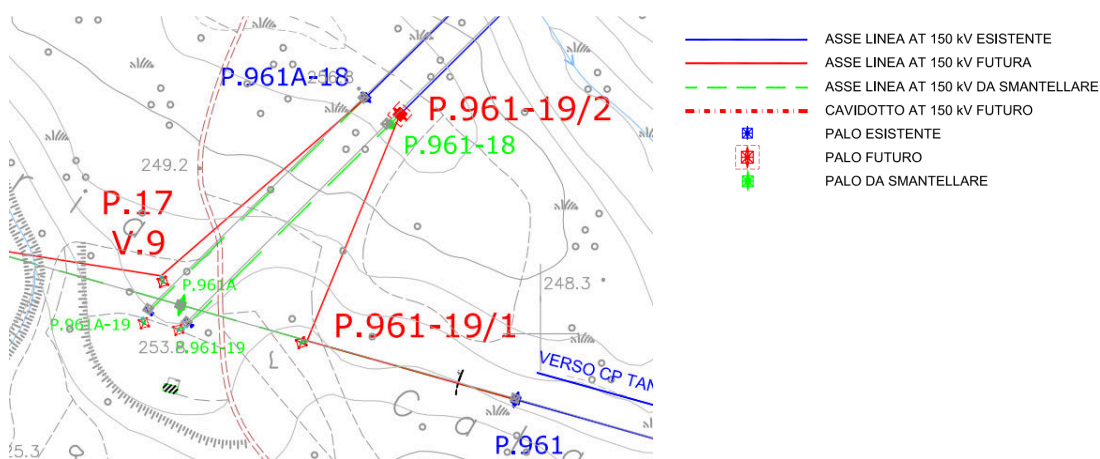 P.961A-18
256.8
P.961-19/2
P.961-18
249.2
P.17
V.9
P.961A
248.3
P.961A-19
253.8
P.961-19
P.961-19/1
VERSO CP TAN
P.961
25.3
ASSE LINEA AT 150 kV ESISTENTE
ASSE LINEA AT 150 kV FUTURA
ASSE LINEA AT 150 kV DA SMANTELLARE
CAVIDOTTO AT 150 kV FUTURO
PALO ESISTENTE
PALO FUTURO
PALO DA SMANTELLARE